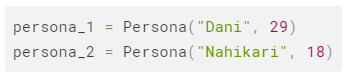 persona_1 = Persona("Dani", 29)
persona_2 = Persona("Nahikari", 18)